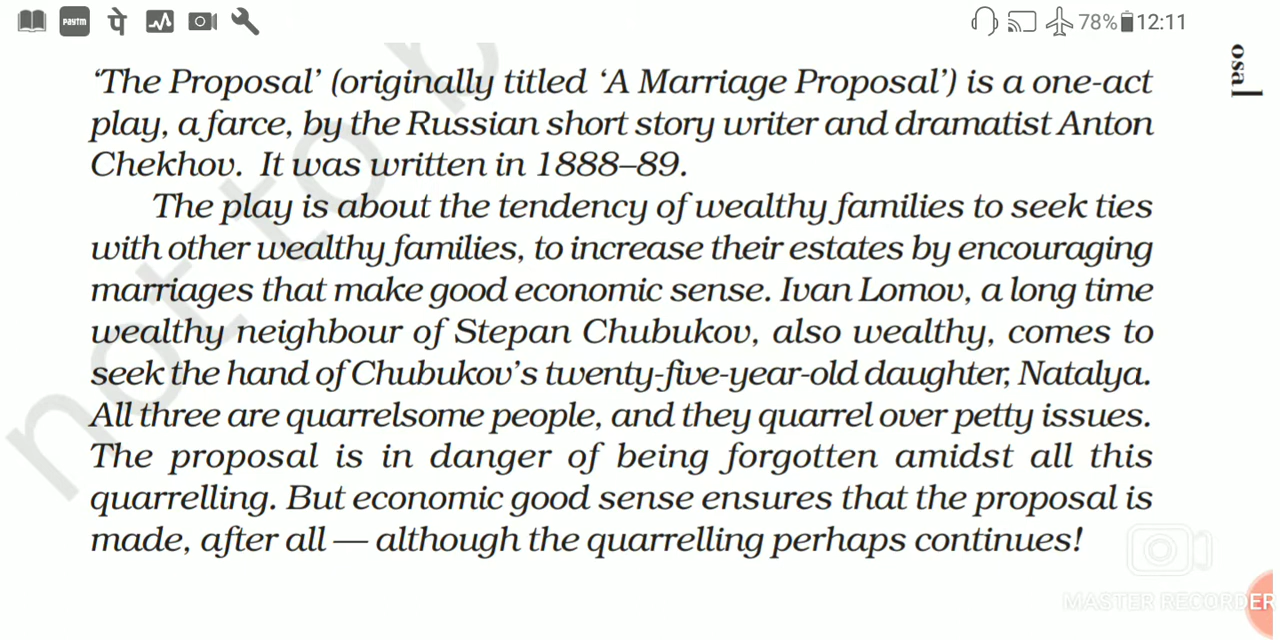 Paytm पे 78% 12:11
osal
‘The Proposal’ (originally titled ‘A Marriage Proposal’) is a one-act
play, a farce, by the Russian short story writer and dramatist Anton
Chekhov. It was written in 1888–89.
The play is about the tendency of wealthy families to seek ties
with other wealthy families, to increase their estates by encouraging
marriages that make good economic sense. Ivan Lomov, a long time
wealthy neighbour of Stepan Chubukov, also wealthy, comes to
seek the hand of Chubukov’s twenty-five-year-old daughter, Natalya.
All three are quarrelsome people, and they quarrel over petty issues.
The proposal is in danger of being forgotten amidst all this
quarrelling. But economic good sense ensures that the proposal is
made, after all — although the quarrelling perhaps continues!
not to b
MASTER RECORDER